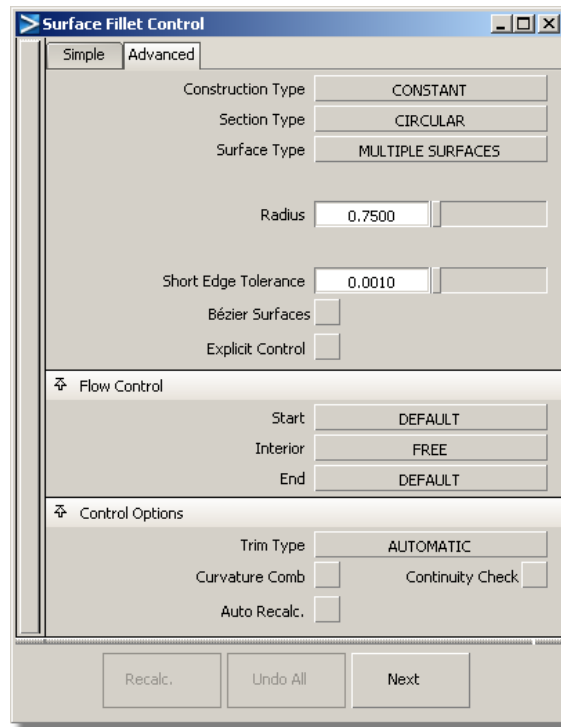 Surface Fillet Control
Simple Advanced
Construction Type CONSTANT
Section Type CIRCULAR
Surface Type MULTIPLE SURFACES
Radius 0.7500
Short Edge Tolerance 0.0010
Bézier Surfaces
Explicit Control
Flow Control
Start DEFAULT
Interior FREE
End DEFAULT
Control Options
Trim Type AUTOMATIC
Curvature Comb Continuity Check
Auto Recalc.
Recalc. Undo All Next